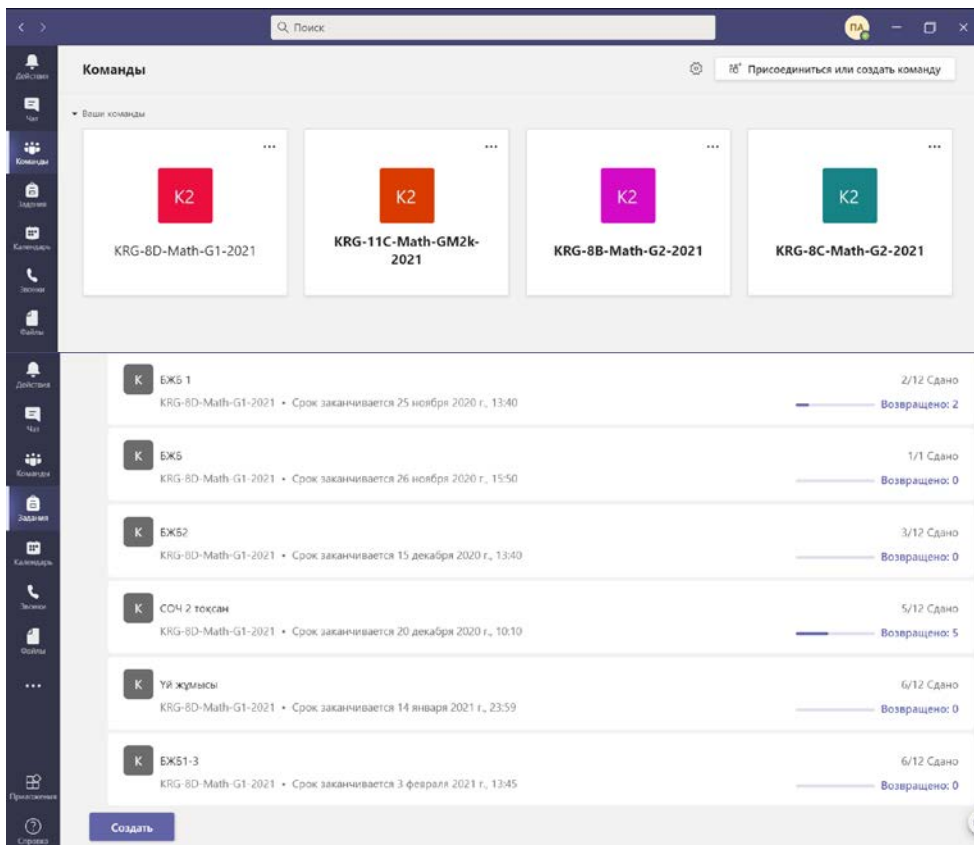 Поиск
ПА
Действия
Чат
Команды
Задания
Календарь
Звонки
Файлы
Команды
Присоединиться или создать команду
Ваши команды
К2
KRG-8D-Math-G1-2021
К2
KRG-11C-Math-GM2k-
2021
К2
KRG-8B-Math-G2-2021
К2
KRG-8C-Math-G2-2021
Действия
Чат
Команды
Задания
Календарь
Звонки
Файлы
Приложения
Справка
К
БЖБ 1
2/12 Сдано
KRG-8D-Math-G1-2021 • Срок заканчивается 25 ноября 2020 г., 13:40
Возвращено: 2
К
БЖБ
1/1 Сдано
KRG-8D-Math-G1-2021 • Срок заканчивается 26 ноября 2020 г., 15:50
Возвращено: 0
К
БЖБ2
3/12 Сдано
KRG-8D-Math-G1-2021 • Срок заканчивается 15 декабря 2020 г., 13:40
Возвращено: 0
К
СОЧ 2 тоқсан
5/12 Сдано
KRG-8D-Math-G1-2021 • Срок заканчивается 20 декабря 2020 г., 10:10
Возвращено: 5
К
Үй жұмысы
6/12 Сдано
KRG-8D-Math-G1-2021 • Срок заканчивается 14 января 2021 г., 23:59
Возвращено: 0
К
БЖБ1-3
6/12 Сдано
KRG-8D-Math-G1-2021 • Срок заканчивается 3 февраля 2021 г., 13:45
Возвращено: 0
Создать